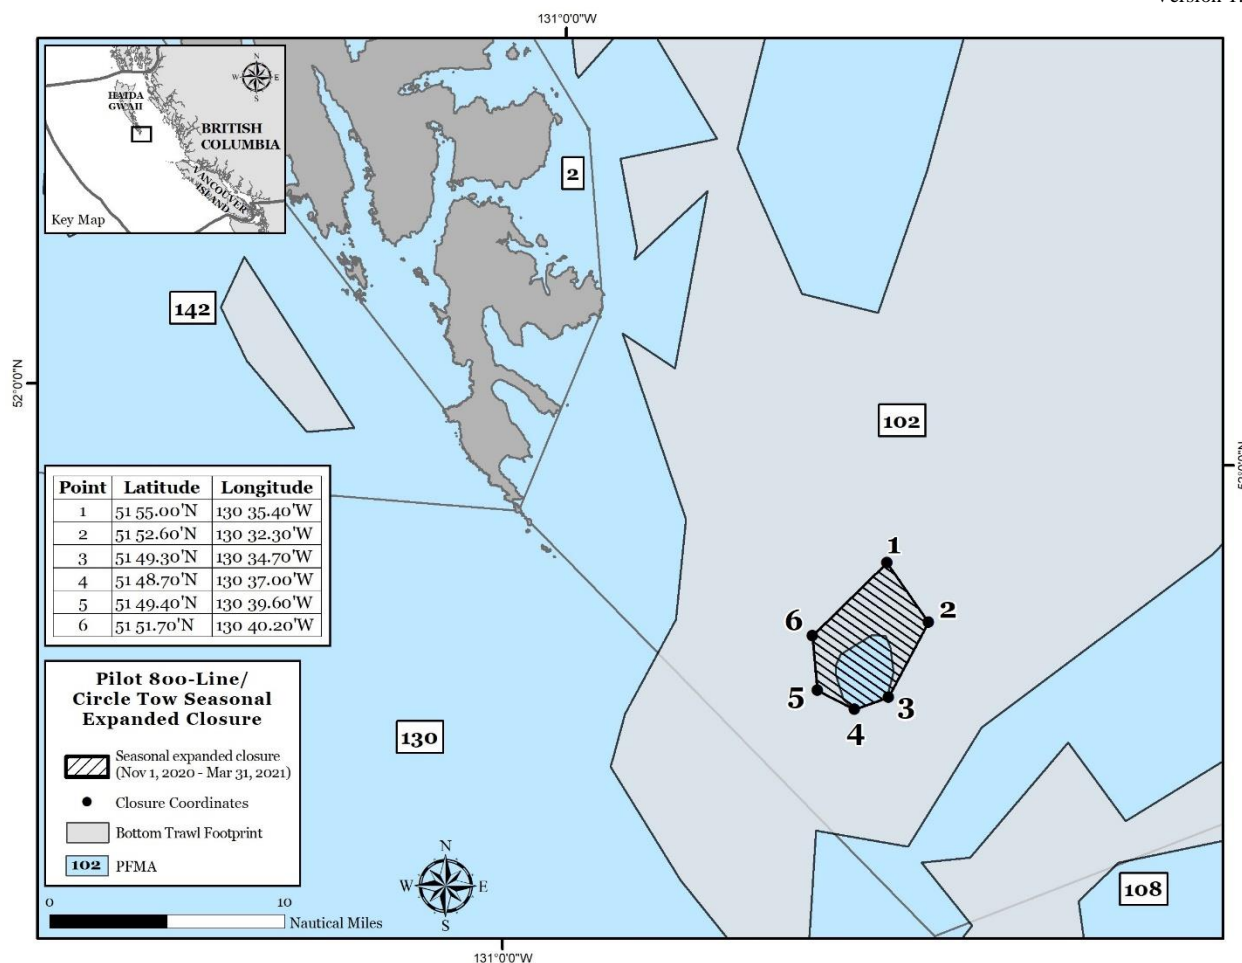 Version 1.
131°0'0"W
HAIDA
GWAII
BRITISH
COLUMBIA
VANCOUVER
ISLAND
Key Map
N
W E
S
2
142
52°0'0"N
102
52°0'0"N
Point Latitude Longitude
1 51 55.00'N 130 35.40'W
2 51 52.60'N 130 32.30'W
3 51 49.30'N 130 34.70'W
4 51 48.70'N 130 37.00'W
5 51 49.40'N 130 39.60'W
6 51 51.70'N 130 40.20'W
1
2
6
5
3
4
Pilot 800-Line/
Circle Tow Seasonal
Expanded Closure
Seasonal expanded closure
(Nov 1, 2020 - Mar 31, 2021)
Closure Coordinates
Bottom Trawl Footprint
102 PFMA
130
N
W E
S
108
0 10
Nautical Miles
131°0'0"W